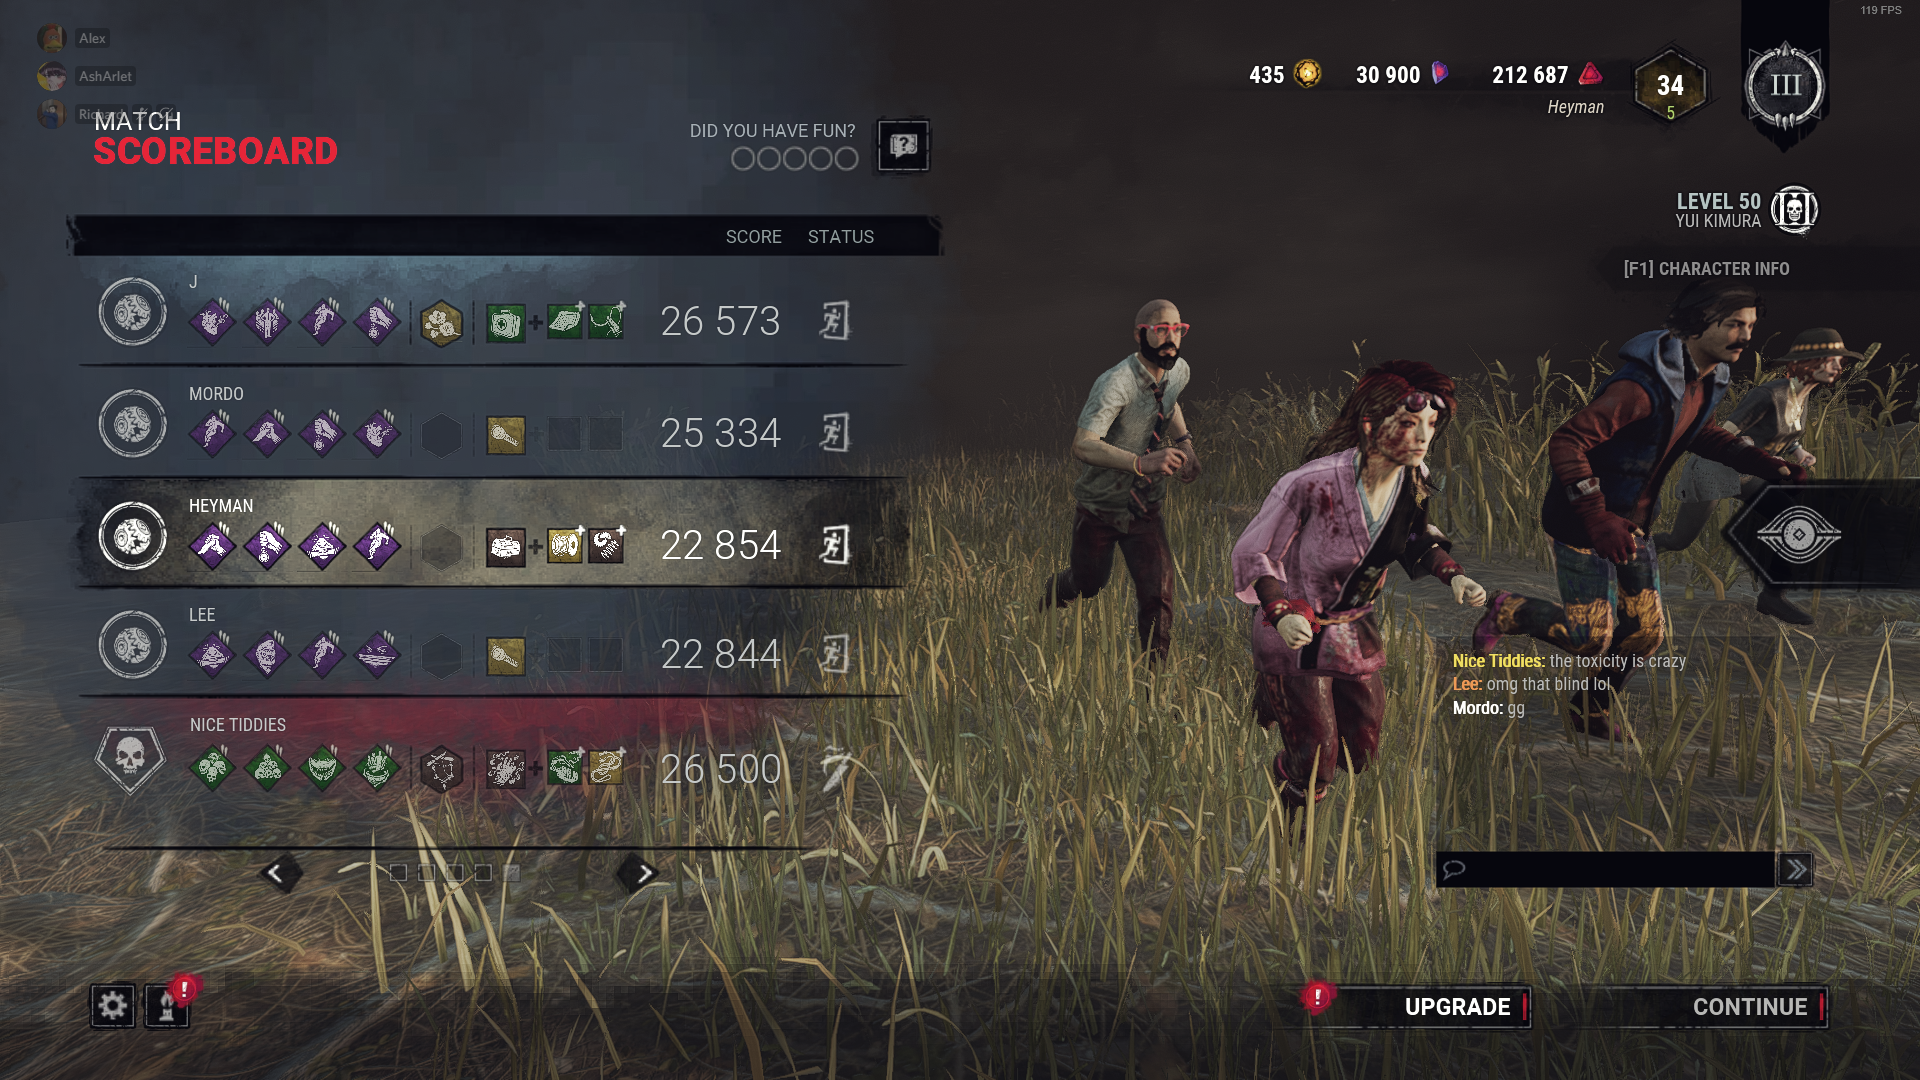 119 FPS
Alex
AshArlet
Richard
435
30 900
212 687
Heyman
34
5
III
MATCH
SCOREBOARD
DID YOU HAVE FUN?
LEVEL 50
YUI KIMURA
[F1] CHARACTER INFO
SCORE STATUS
J
26 573
MORDO
25 334
HEYMAN
22 854
LEE
22 844
NICE TIDDIES
26 500
Nice Tiddies: the toxicity is crazy
Lee: omg that blind lol
Mordo: gg
UPGRADE
CONTINUE